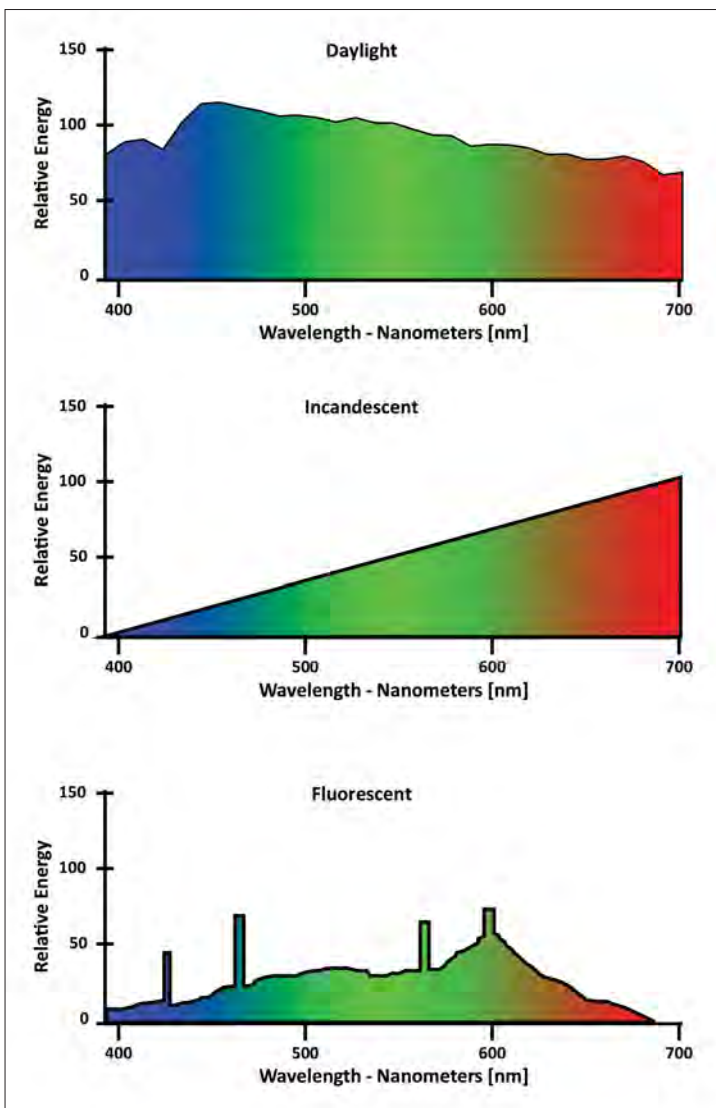 Daylight
150
100
50
0
Relative Energy
400 500 600 700
Wavelength - Nanometers [nm]
Incandescent
150
100
50
0
Relative Energy
400 500 600 700
Wavelength - Nanometers [nm]
Fluorescent
150
100
50
0
Relative Energy
400 500 600 700
Wavelength - Nanometers [nm]